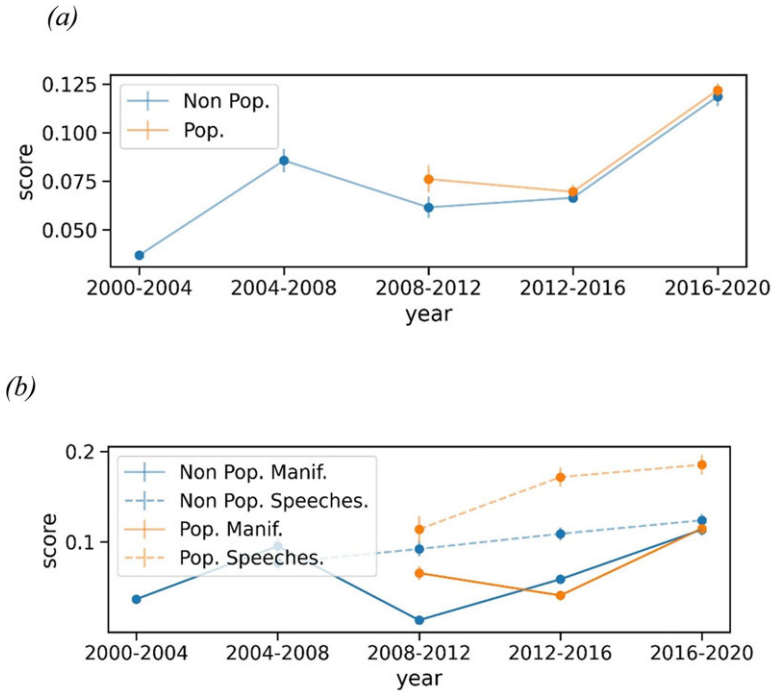 (a)
0.125
0.100
0.075
0.050
score
Non Pop.
Pop.
2000-2004 2004-2008 2008-2012 2012-2016 2016-2020
year
(b)
0.2
0.1
score
Non Pop. Manif.
Non Pop. Speeches.
Pop. Manif.
Pop. Speeches.
2000-2004 2004-2008 2008-2012 2012-2016 2016-2020
year